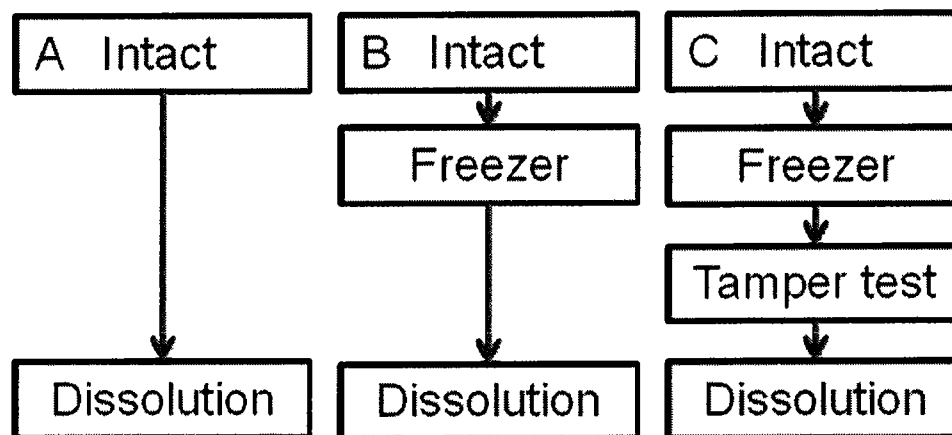 A Intact
B Intact
C Intact
Freezer
Freezer
Tamper test
Dissolution
Dissolution
Dissolution